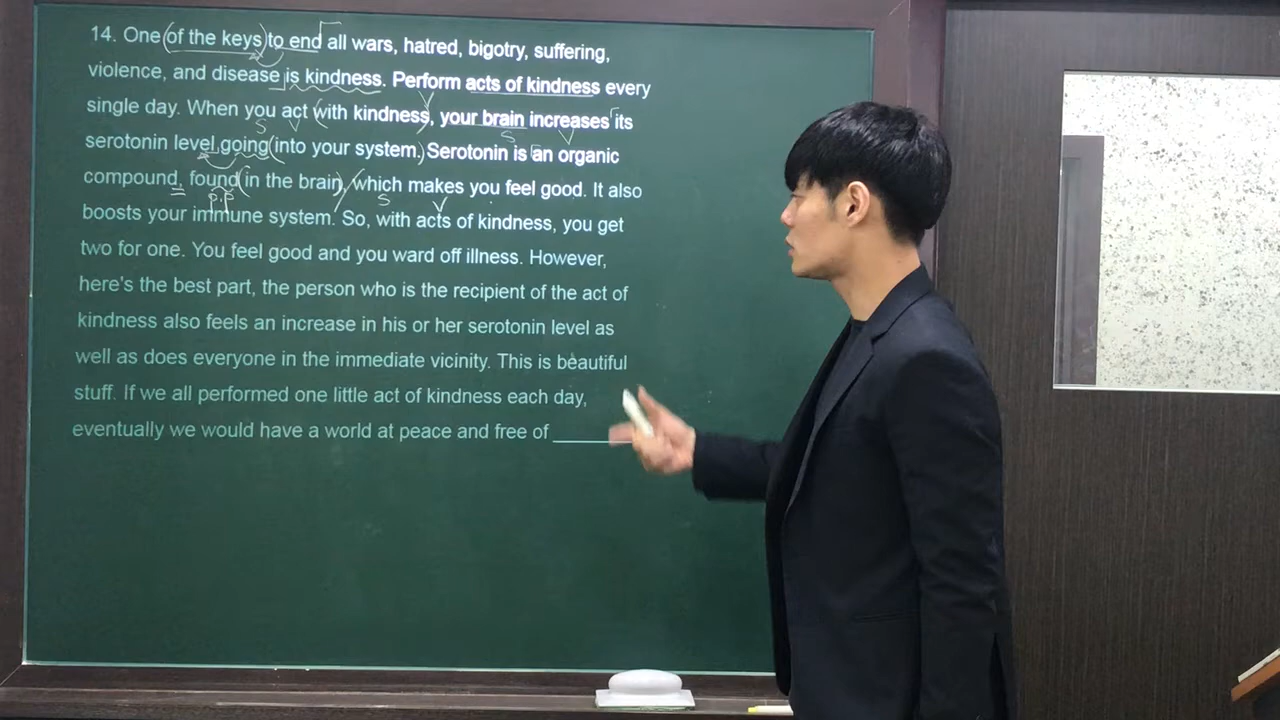 14. One of the keys to end all wars, hatred, bigotry, suffering,
violence, and disease is kindness. Perform acts of kindness every
single day. When you act with kindness, your brain increases its
S V S V
serotonin level going into your system. Serotonin is an organic
compound, found in the brain, which makes you feel good. It also
p.p S V
boosts your immune system. So, with acts of kindness, you get
two for one. You feel good and you ward off illness. However,
here's the best part, the person who is the recipient of the act of
kindness also feels an increase in his or her serotonin level as
well as does everyone in the immediate vicinity. This is beautiful
stuff. If we all performed one little act of kindness each day,
eventually we would have a world at peace and free of ______